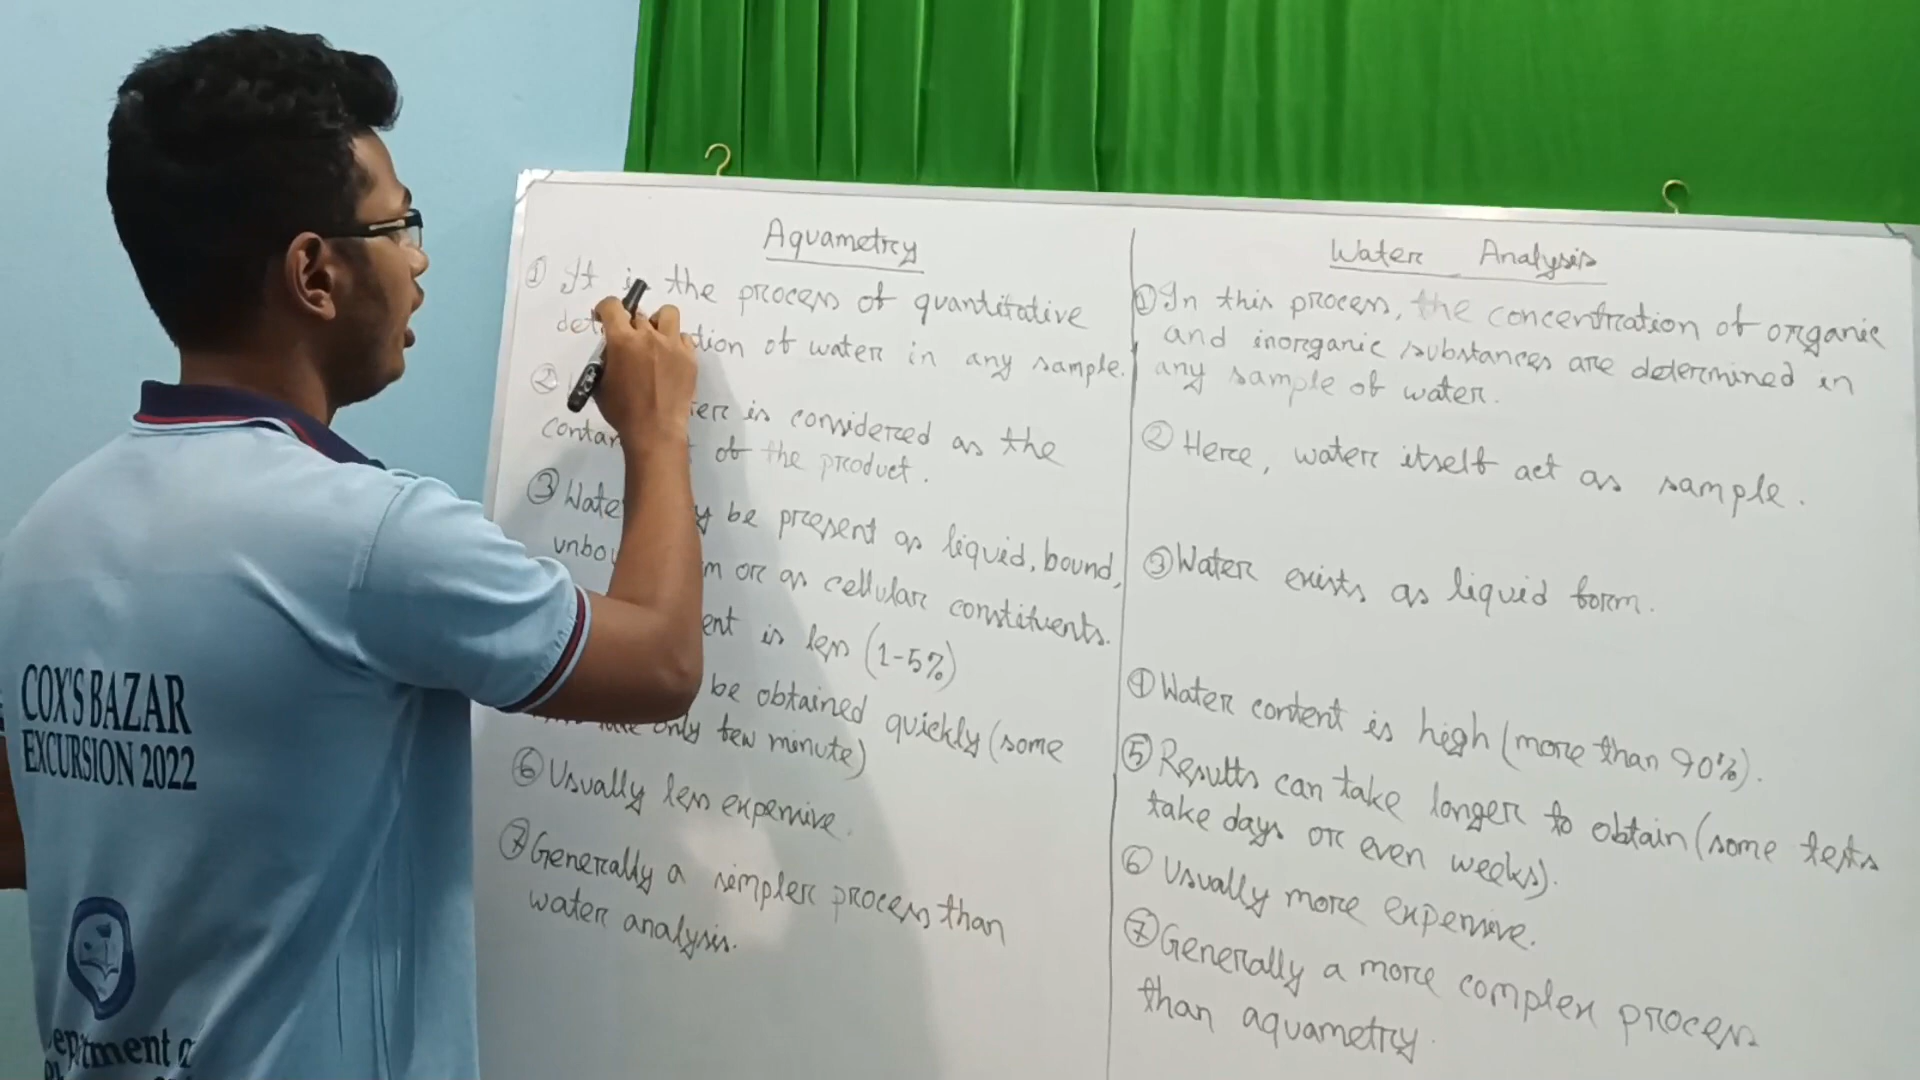 Aquametry
① It is the process of quantitative
tion of water in any sample.
② is considered as the
of the product.
③ be present as liquid, bound,
or as cellular constituents.
is less (1-5%)
be obtained quickly (some
only few minute)
⑥ Usually less expensive.
⑦ Generally a simpler process than
water analysis.
Water Analysis
① In this process, the concentration of organic
and inorganic substances are determined in
any sample of water.
② Here, water itself act as sample.
③ Water exists as liquid form.
④ Water content is high (more than 90%).
⑤ Results can take longer to obtain (some tests
take days or even weeks).
⑥ Usually more expensive.
⑦ Generally a more complex process
than aquametry.
COX'S BAZAR
EXCURSION 2022